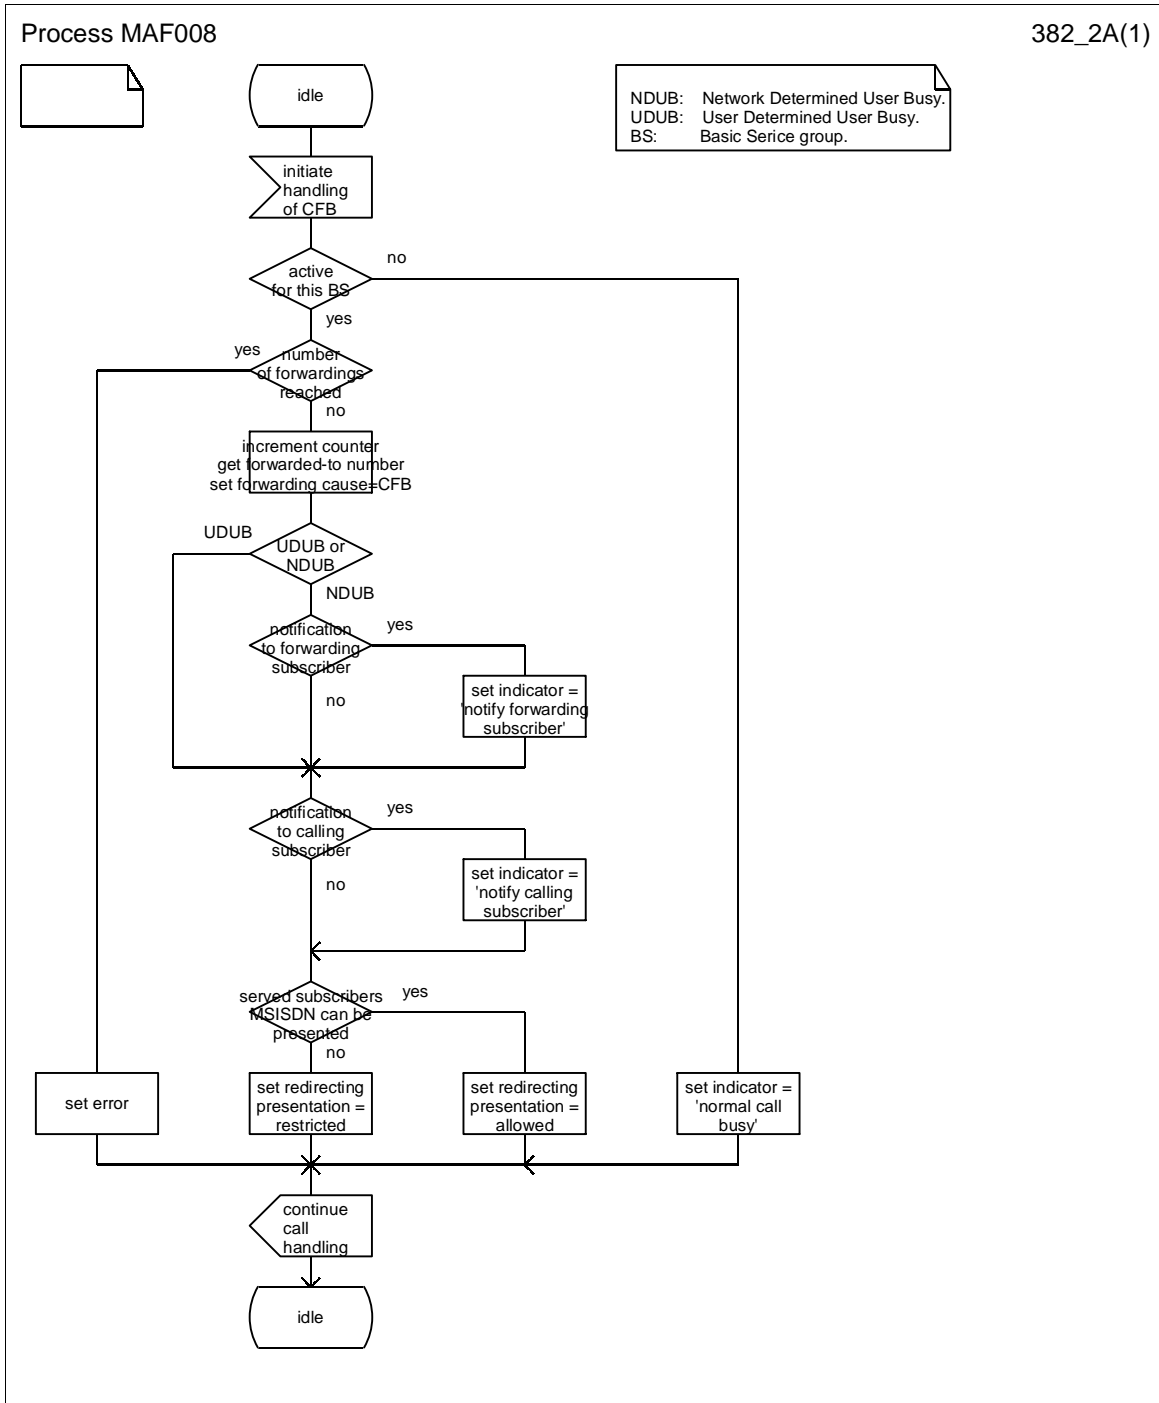 Process MAF008
382_2A(1)
idle
NDUB: Network Determined User Busy.
UDUB: User Determined User Busy.
BS: Basic Serice group.
initiate
handling
of CFB
active
for this BS
no
yes
number
of forwardings
reached
yes
no
increment counter
get forwarded-to number
set forwarding cause=CFB
UDUB or
NDUB
UDUB
NDUB
notification
to forwarding
subscriber
yes
no
set indicator =
'notify forwarding
subscriber'
notification
to calling
subscriber
yes
no
set indicator =
'notify calling
subscriber'
served subscribers
MSISDN can be
presented
yes
no
set error
set redirecting
presentation =
restricted
set redirecting
presentation =
allowed
set indicator =
'normal call
busy'
continue
call
handling
idle